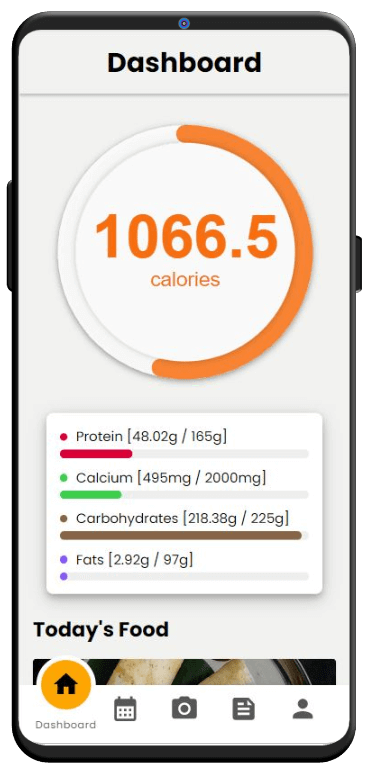 Dashboard
1066.5
calories
Protein [48.02g / 165g]
Calcium [495mg / 2000mg]
Carbohydrates [218.38g / 225g]
Fats [2.92g / 97g]
Today's Food
Dashboard